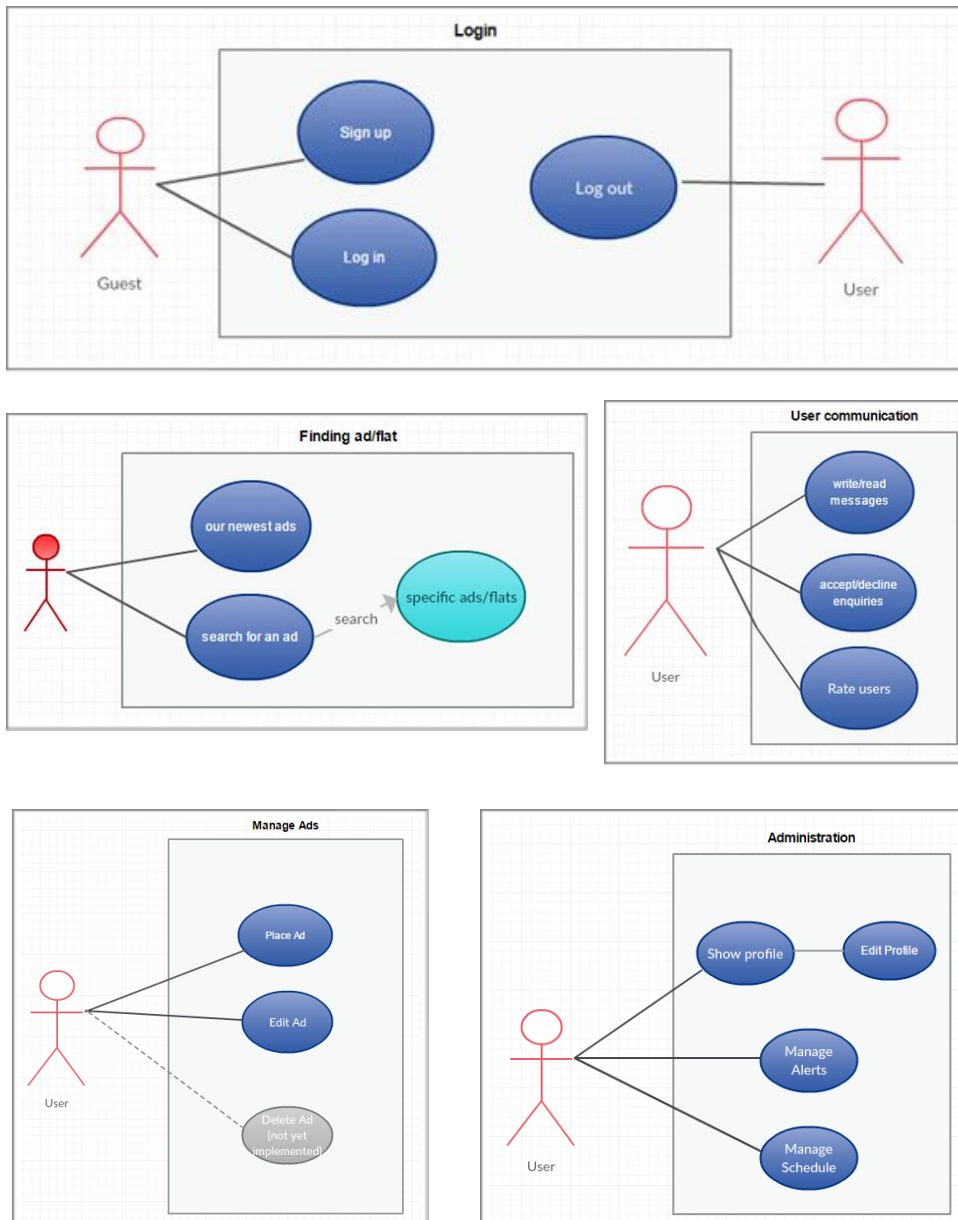 Login
Sign up
Log out
Log in
Guest
User
Finding ad/flat
our newest ads
specific ads/flats
search
search for an ad
User communication
write/read
messages
accept/decline
enquiries
User
Rate users
Manage Ads
Place Ad
Edit Ad
User
Delete Ad
(not yet
implemented)
Administration
Show profile
Edit Profile
Manage
Alerts
User
Manage
Schedule